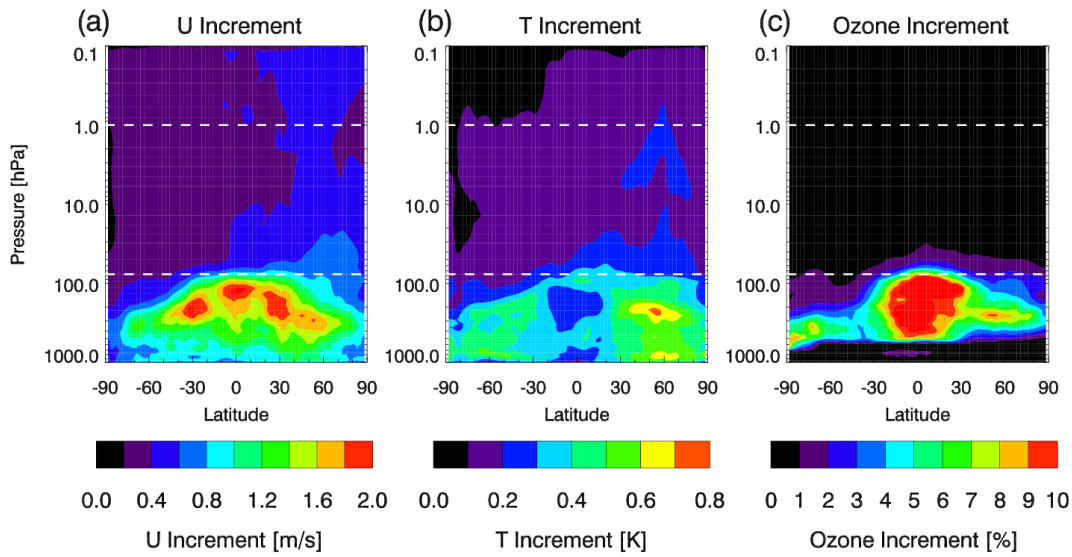 (a) (b) (c)
U Increment T Increment Ozone Increment
0.1 0.1 0.1
1.0 1.0 1.0
10.0 10.0 10.0
100.0 100.0 100.0
1000.0 1000.0 1000.0
Pressure [hPa]
-90 -60 -30 0 30 60 90 -90 -60 -30 0 30 60 90 -90 -60 -30 0 30 60 90
Latitude Latitude Latitude
0.0 0.4 0.8 1.2 1.6 2.0 0.0 0.2 0.4 0.6 0.8 0 1 2 3 4 5 6 7 8 9 10
U Increment [m/s] T Increment [K] Ozone Increment [%]